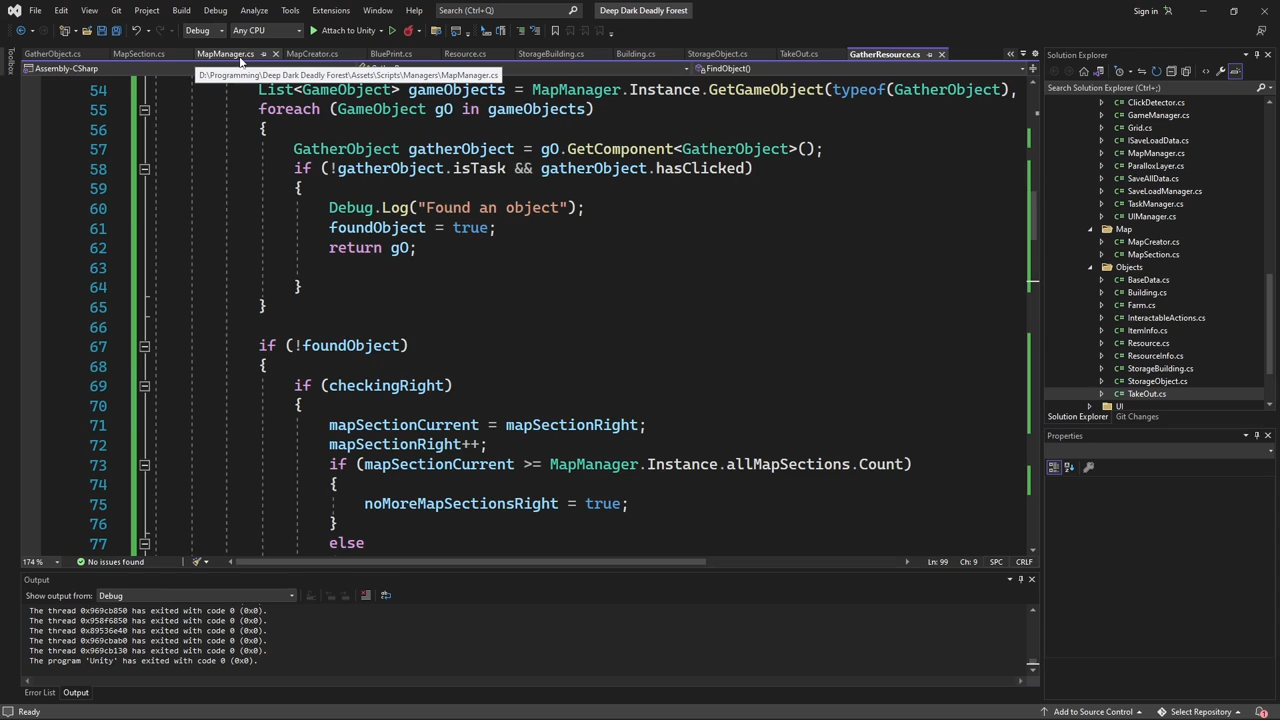 File Edit View Git Project Build Debug Analyze Tools Extensions Window Help Search (Ctrl+Q) Deep Dark Deadly Forest Sign in
Debug Any CPU Attach to Unity
Toolbox
GatherObject.cs MapSection.cs MapManager.cs MapCreator.cs BluePrint.cs Resource.cs StorageBuilding.cs Building.cs StorageObject.cs TakeOut.cs GatherResource.cs
Assembly-CSharp FindObject()
D:\Programming\Deep Dark Deadly Forest\Assets\Scripts\Managers\MapManager.cs
54 List<GameObject> gameObjects = MapManager.Instance.GetGameObject(typeof(GatherObject),
55 foreach (GameObject gO in gameObjects)
56 {
57 GatherObject gatherObject = gO.GetComponent<GatherObject>();
58 if (!gatherObject.isTask && gatherObject.hasClicked)
59 {
60 Debug.Log("Found an object");
61 foundObject = true;
62 return gO;
63
64 }
65 }
66
67 if (!foundObject)
68 {
69 if (checkingRight)
70 {
71 mapSectionCurrent = mapSectionRight;
72 mapSectionRight++;
73 if (mapSectionCurrent >= MapManager.Instance.allMapSections.Count)
74 {
75 noMoreMapSectionsRight = true;
76 }
77 else
174 % No issues found Ln: 99 Ch: 9 SPC CRLF
Output
Show output from: Debug
The thread 0x969cb850 has exited with code 0 (0x0).
The thread 0x958f6850 has exited with code 0 (0x0).
The thread 0x89536e40 has exited with code 0 (0x0).
The thread 0x969cbab0 has exited with code 0 (0x0).
The thread 0x969cb130 has exited with code 0 (0x0).
The program 'Unity' has exited with code 0 (0x0).
Error List Output
Solution Explorer
Search Solution Explorer (Ctrl+;)
C# ClickDetector.cs
C# GameManager.cs
C# Grid.cs
C# ISaveLoadData.cs
C# MapManager.cs
C# ParalloxLayer.cs
C# SaveAllData.cs
C# SaveLoadManager.cs
C# TaskManager.cs
C# UIManager.cs
Map
C# MapCreator.cs
C# MapSection.cs
Objects
C# BaseData.cs
C# Building.cs
C# Farm.cs
C# InteractableActions.cs
C# ItemInfo.cs
C# Resource.cs
C# ResourceInfo.cs
C# StorageBuilding.cs
C# StorageObject.cs
C# TakeOut.cs
UI
Solution Explorer Git Changes
Properties
Ready Add to Source Control Select Repository